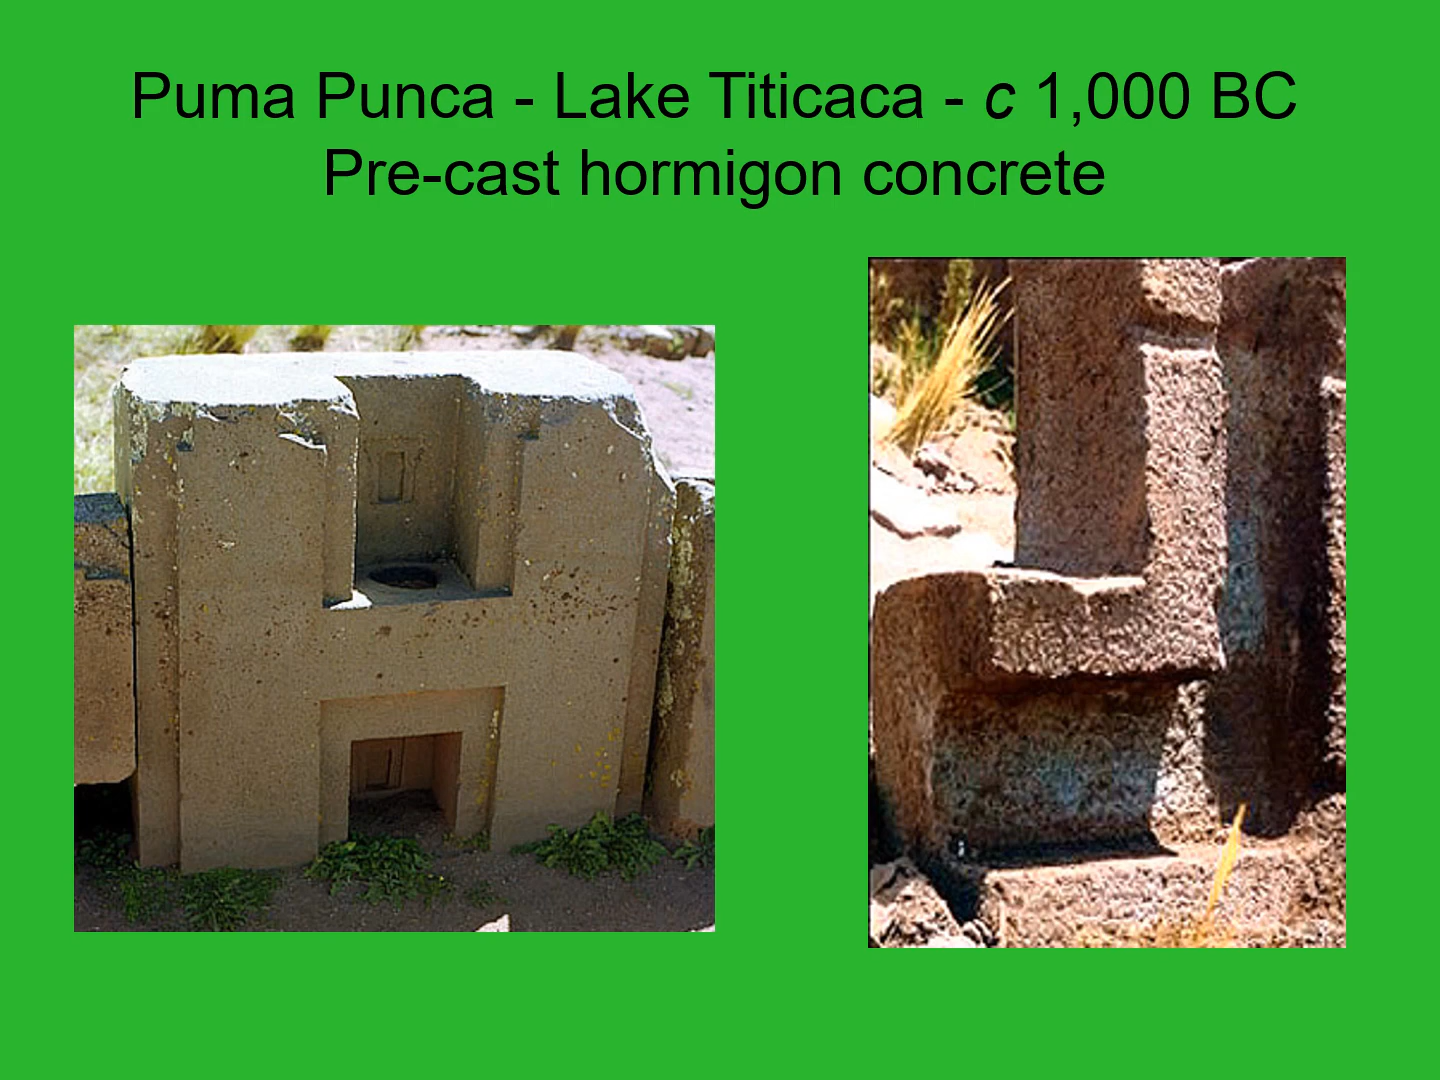 Puma Punca - Lake Titicaca - c 1,000 BC
Pre-cast hormigon concrete